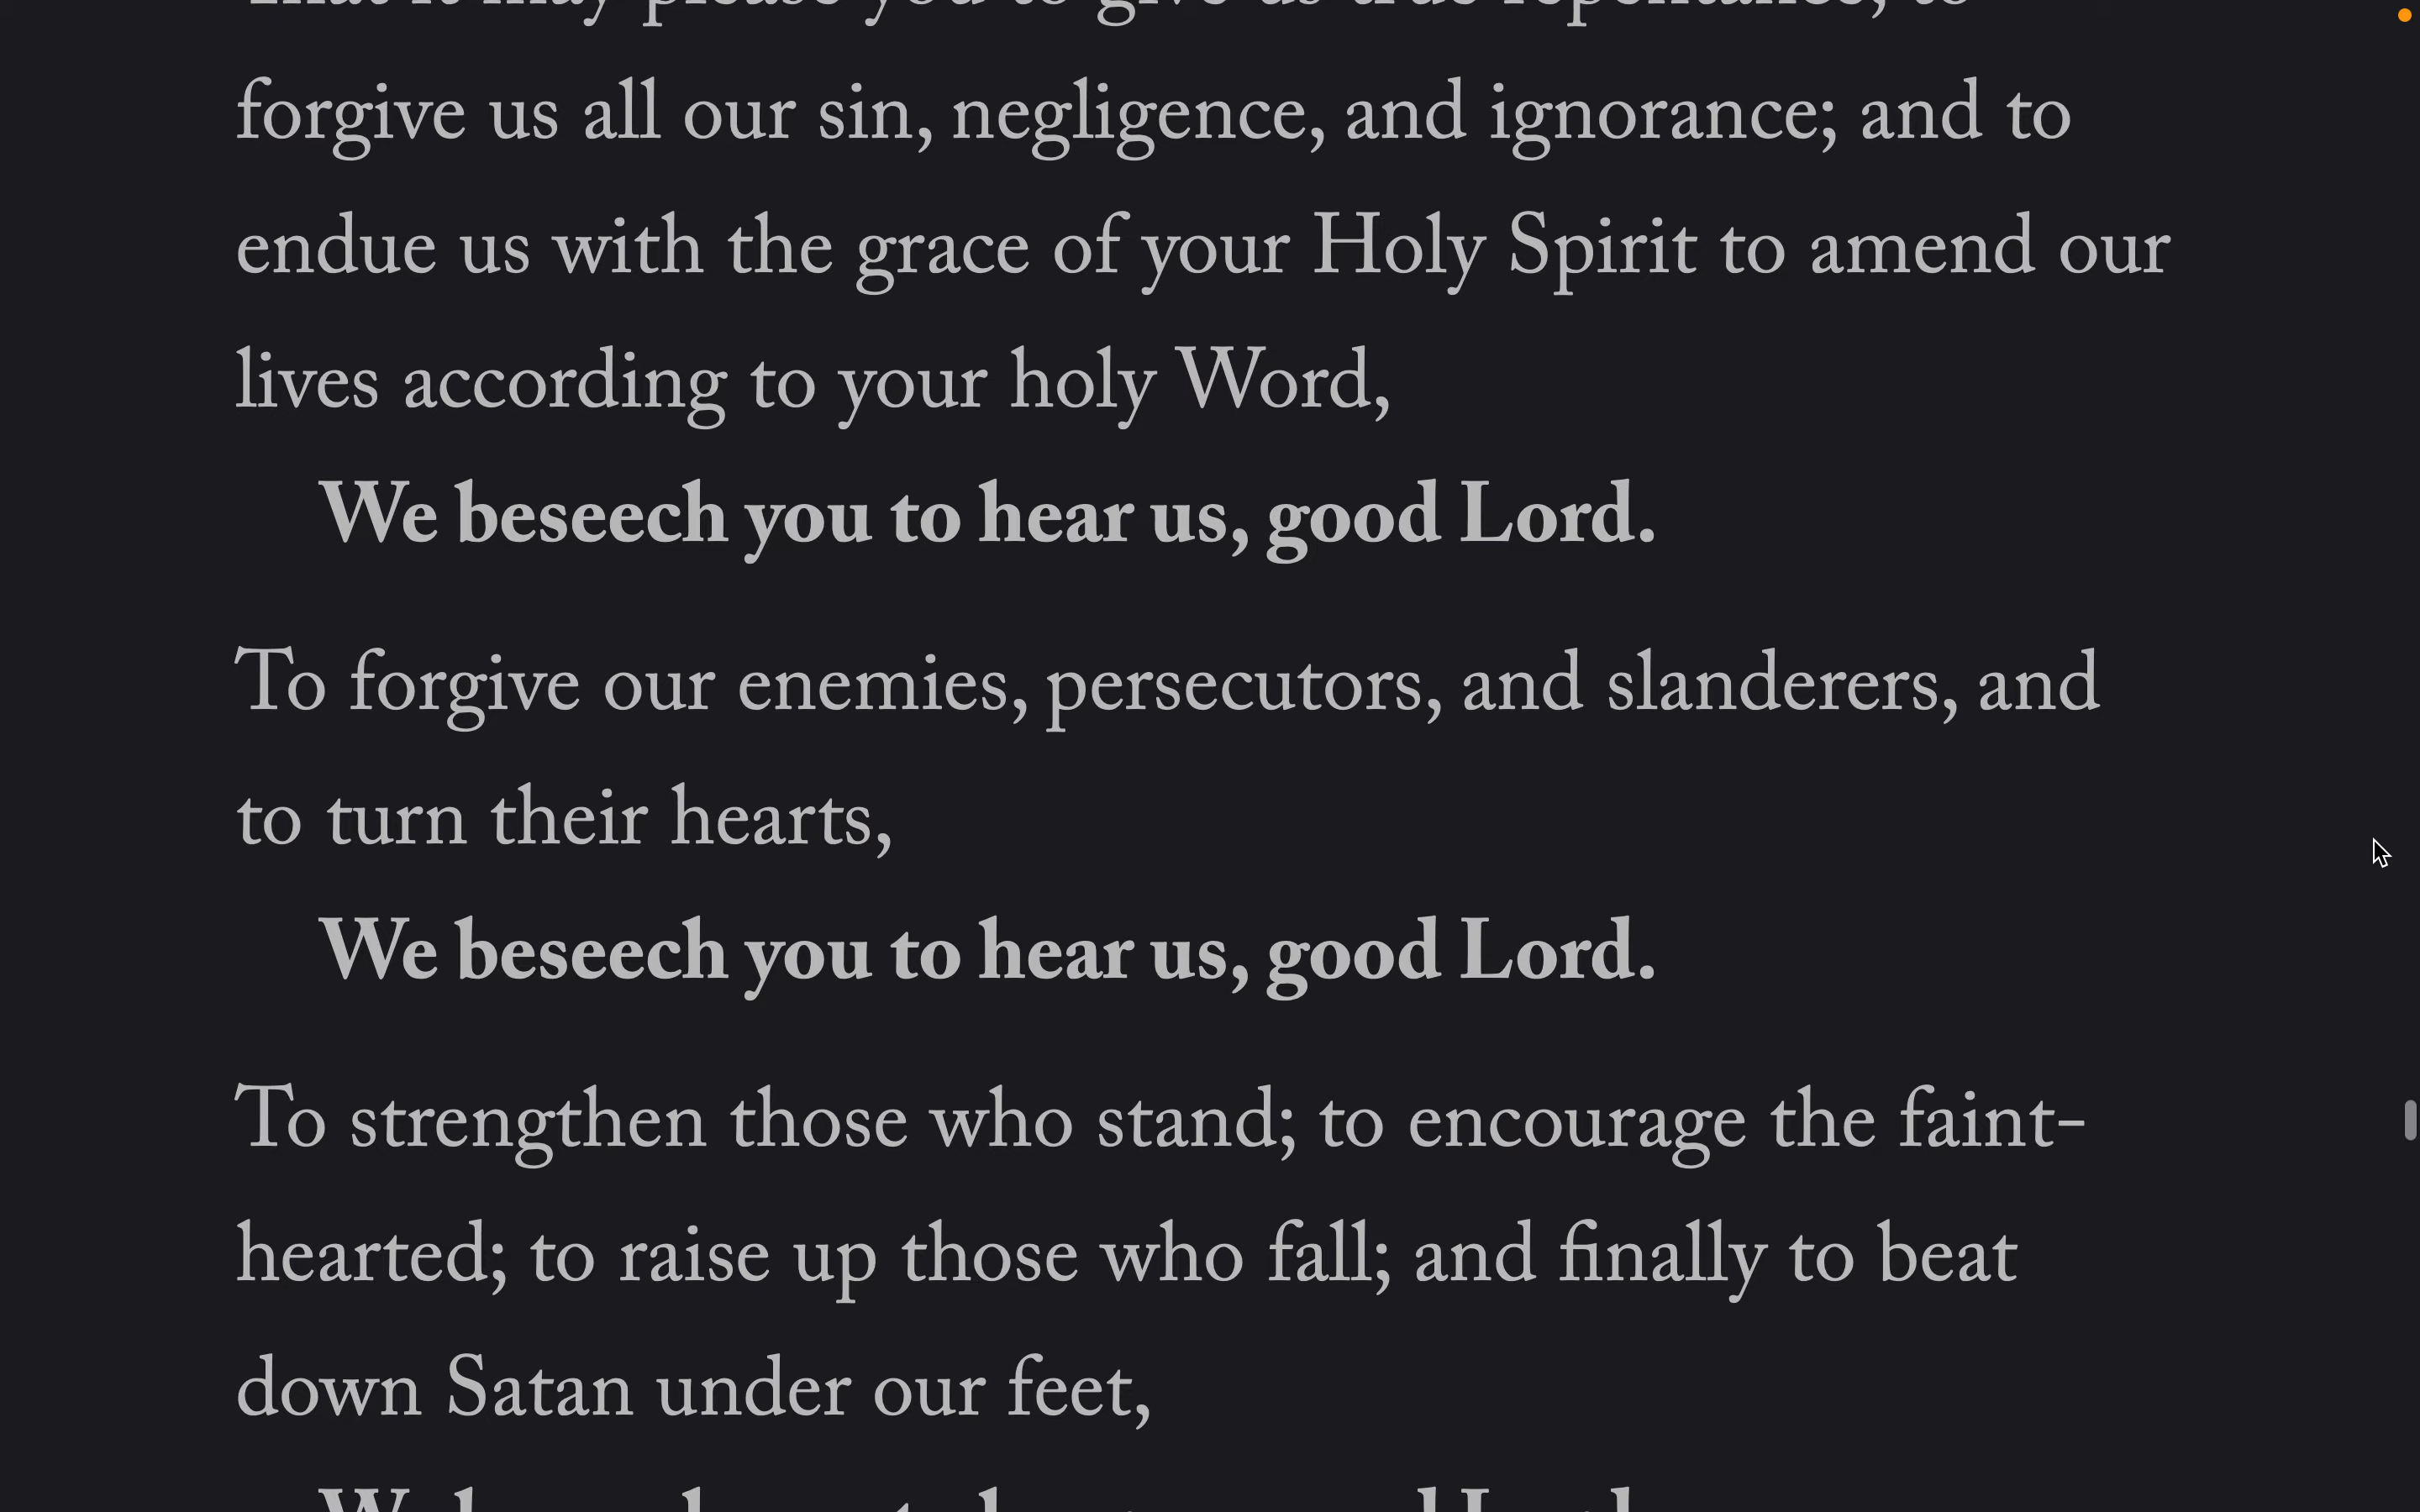 forgive us all our sin, negligence, and ignorance; and to
endue us with the grace of your Holy Spirit to amend our
lives according to your holy Word,
We beseech you to hear us, good Lord.
To forgive our enemies, persecutors, and slanderers, and
to turn their hearts,
We beseech you to hear us, good Lord.
To strengthen those who stand; to encourage the faint-
hearted; to raise up those who fall; and finally to beat
down Satan under our feet,